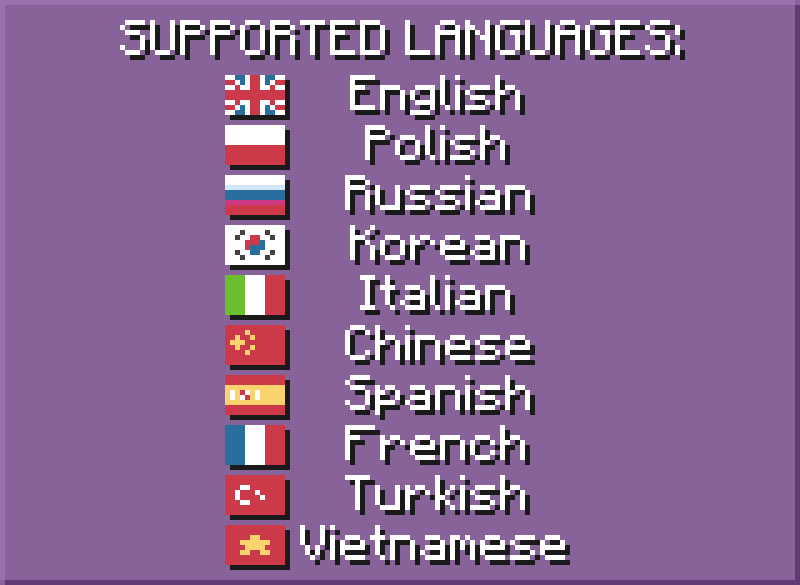 SUPPORTED LANGUAGES:
English
Polish
Russian
Korean
Italian
Chinese
Spanish
French
Turkish
Vietnamese